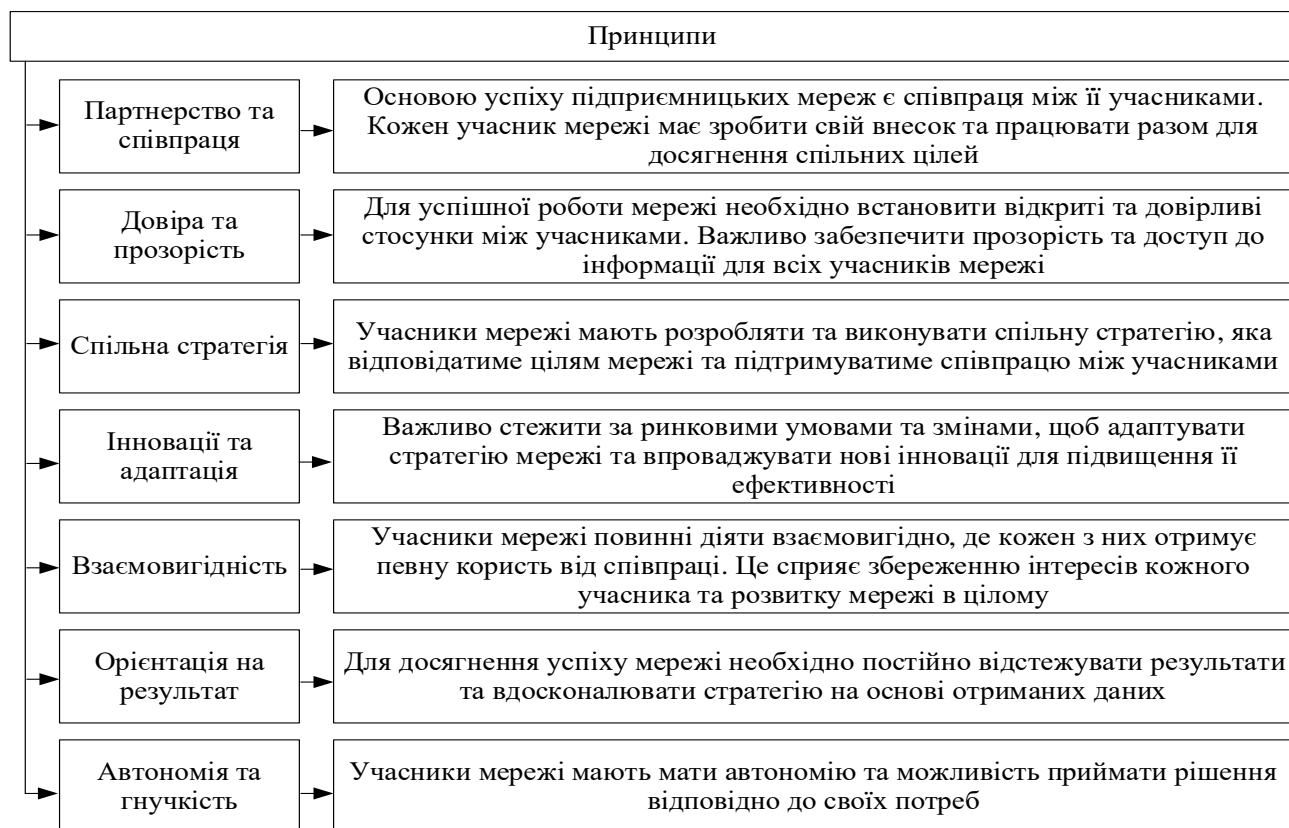 Принципи
Партнерство та
співпраця
Основою успіху підприємницьких мереж є співпраця між її учасниками.
Кожен учасник мережі має зробити свій внесок та працювати разом для
досягнення спільних цілей
Довіра та
прозорість
Для успішної роботи мережі необхідно встановити відкриті та довірливі
стосунки між учасниками. Важливо забезпечити прозорість та доступ до
інформації для всіх учасників мережі
Спільна стратегія
Учасники мережі мають розробляти та виконувати спільну стратегію, яка
відповідатиме цілям мережі та підтримуватиме співпрацю між учасниками
Інновації та
адаптація
Важливо стежити за ринковими умовами та змінами, щоб адаптувати
стратегію мережі та впроваджувати нові інновації для підвищення її
ефективності
Взаємовигідність
Учасники мережі повинні діяти взаємовигідно, де кожен з них отримує
певну користь від співпраці. Це сприяє збереженню інтересів кожного
учасника та розвитку мережі в цілому
Орієнтація на
результат
Для досягнення успіху мережі необхідно постійно відстежувати результати
та вдосконалювати стратегію на основі отриманих даних
Автономія та
гнучкість
Учасники мережі мають мати автономію та можливість приймати рішення
відповідно до своїх потреб